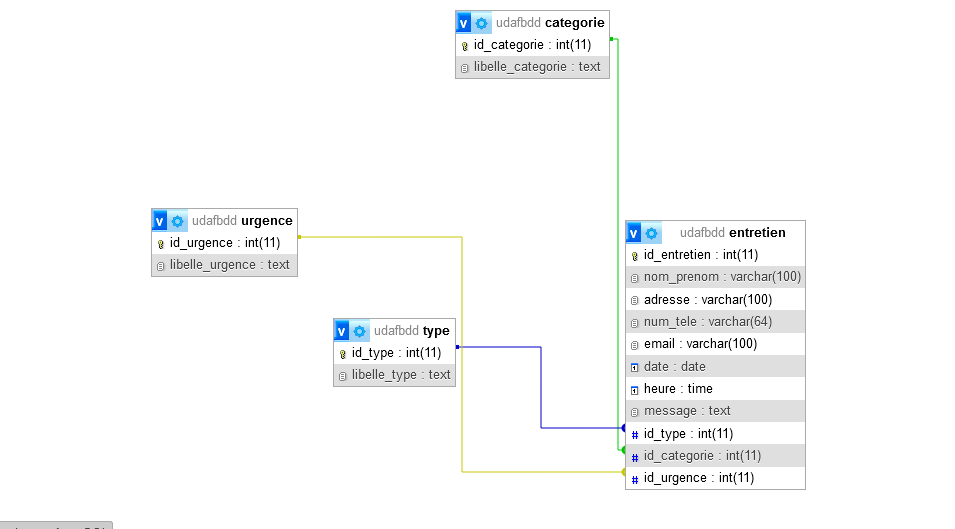 v udafbdd categorie
id_categorie : int(11)
libelle_categorie : text
v udafbdd urgence
id_urgence : int(11)
libelle_urgence : text
v udafbdd type
id_type : int(11)
libelle_type : text
v udafbdd entretien
id_entretien : int(11)
nom_prenom : varchar(100)
adresse : varchar(100)
num_tele : varchar(64)
email : varchar(100)
date : date
heure : time
message : text
# id_type : int(11)
# id_categorie : int(11)
# id_urgence : int(11)